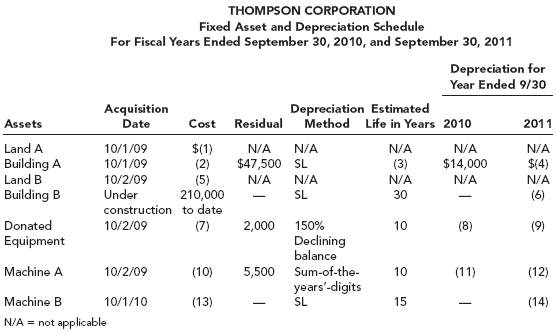 THOMPSON CORPORATION
Fixed Asset and Depreciation Schedule
For Fiscal Years Ended September 30, 2010, and September 30, 2011
Depreciation for
Year Ended 9/30
Acquisition Depreciation Estimated
Assets Date Cost Residual Method Life in Years 2010 2011
Land A 10/1/09 $(1) N/A N/A N/A N/A N/A
Building A 10/1/09 (2) $47,500 SL (3) $14,000 $(4)
Land B 10/2/09 (5) N/A N/A N/A N/A N/A
Building B Under 210,000 — SL 30 — (6)
construction to date
Donated 10/2/09 (7) 2,000 150% 10 (8) (9)
Equipment Declining
balance
Machine A 10/2/09 (10) 5,500 Sum-of-the- 10 (11) (12)
years'-digits
Machine B 10/1/10 (13) — SL 15 — (14)
N/A = not applicable